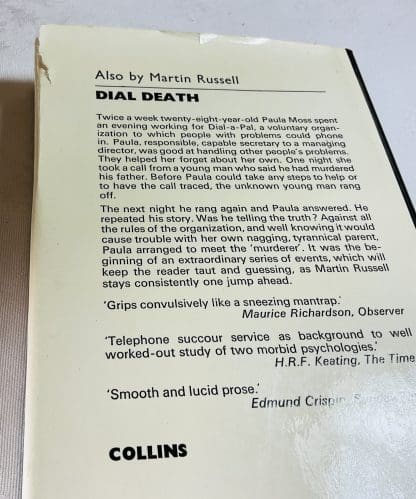 Also by Martin Russell
DIAL DEATH
Twice a week twenty-eight-year-old Paula Moss spent
an evening working for Dial-a-Pal, a voluntary organ-
ization to which people with problems could phone
in. Paula, responsible, capable secretary to a managing
director, was good at handling other people's problems.
They helped her forget about her own. One night she
took a call from a young man who said he had murdered
his father. Before Paula could take any steps to help or
to have the call traced, the unknown young man rang
off.
The next night he rang again and Paula answered. He
repeated his story. Was he telling the truth? Against all
the rules of the organization, and well knowing it would
cause trouble with her own nagging, tyrannical parent,
Paula arranged to meet the 'murderer'. It was the be-
ginning of an extraordinary series of events, which will
keep the reader taut and guessing, as Martin Russell
stays consistently one jump ahead.
'Grips convulsively like a sneezing mantrap.'
Maurice Richardson, Observer
'Telephone succour service as background to well
worked-out study of two morbid psychologies.'
H.R.F. Keating, The Time
'Smooth and lucid prose.'
Edmund Crispin,
COLLINS